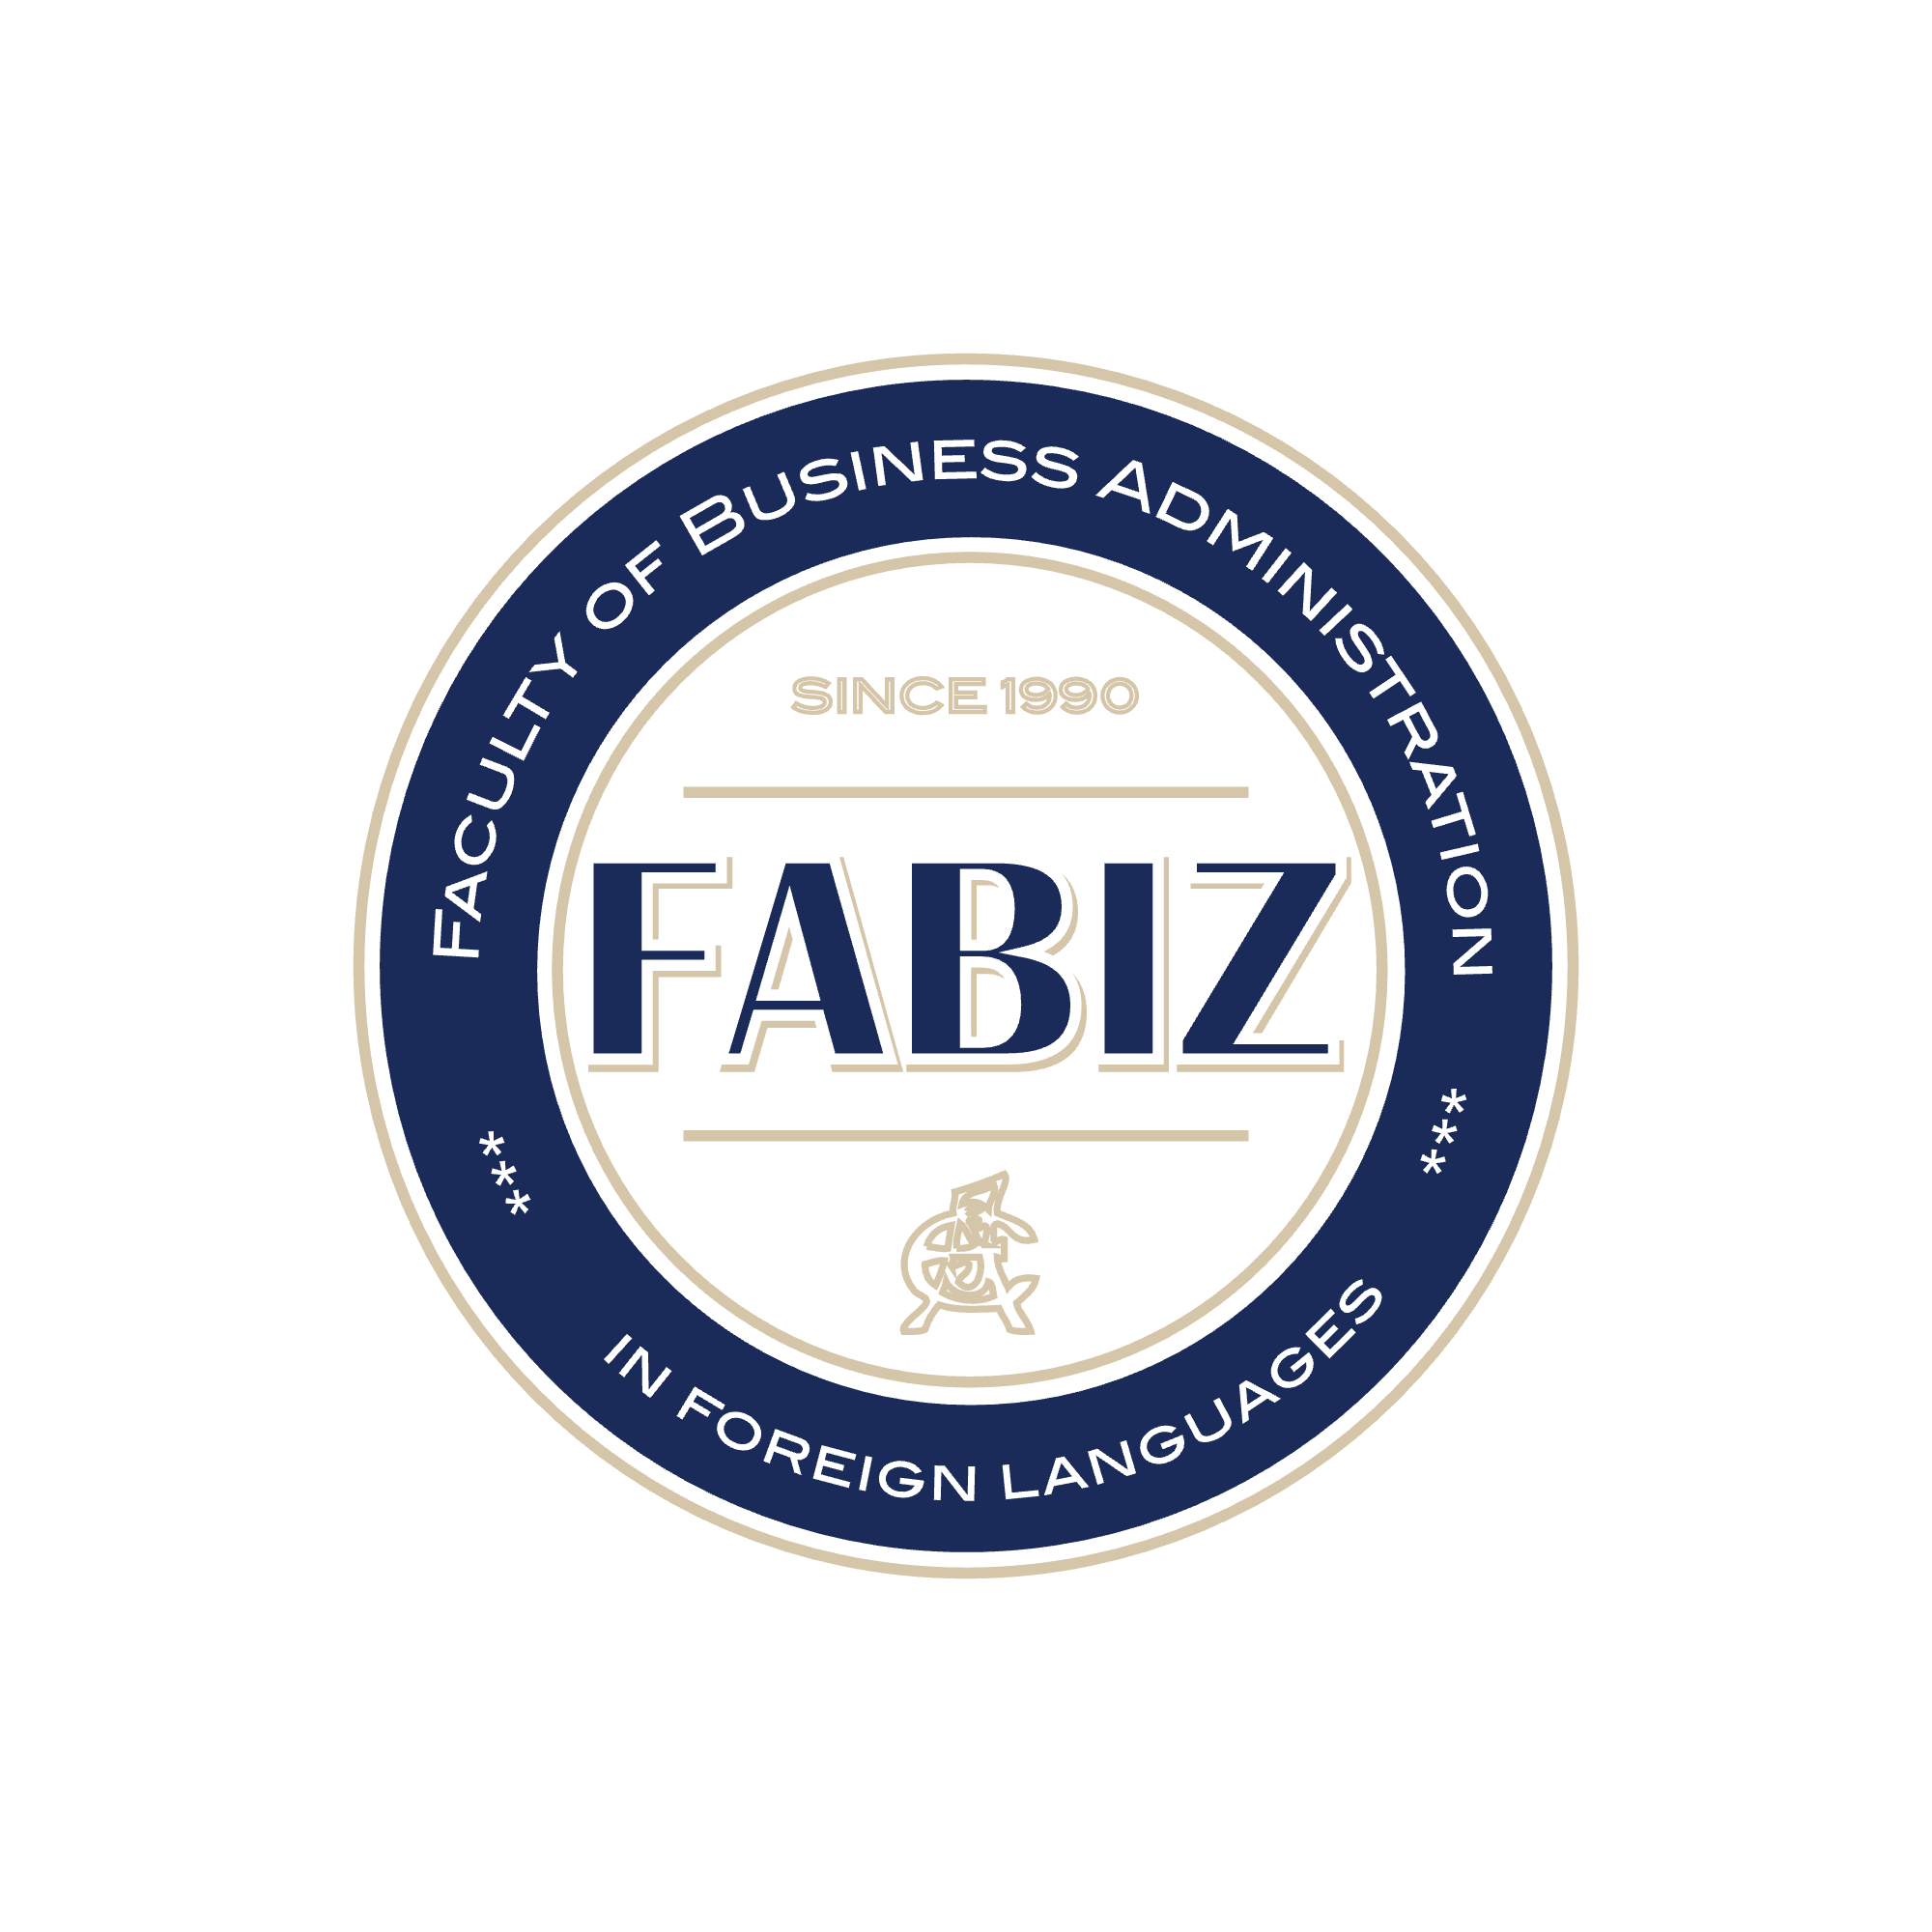 FACULTY OF BUSINESS ADMINISTRATION
SINCE 1990
FABIZ
***
***
IN FOREIGN LANGUAGES